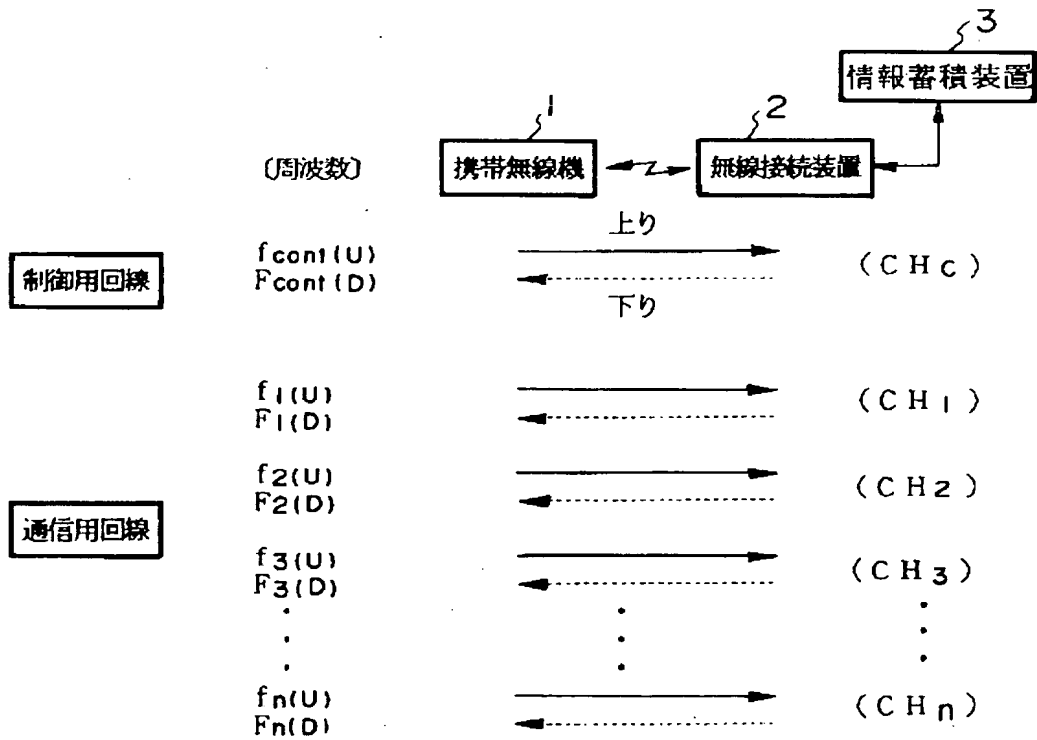 3
情報蓄積装置
1
2
〔周波数〕
携帯無線機
無線接続装置
上り
制御用回線
fcont(U)
Fcont(D)
(CHc)
下り
f1(U)
F1(D)
(CH1)
通信用回線
f2(U)
F2(D)
(CH2)
f3(U)
F3(D)
(CH3)
fn(U)
Fn(D)
(CHn)